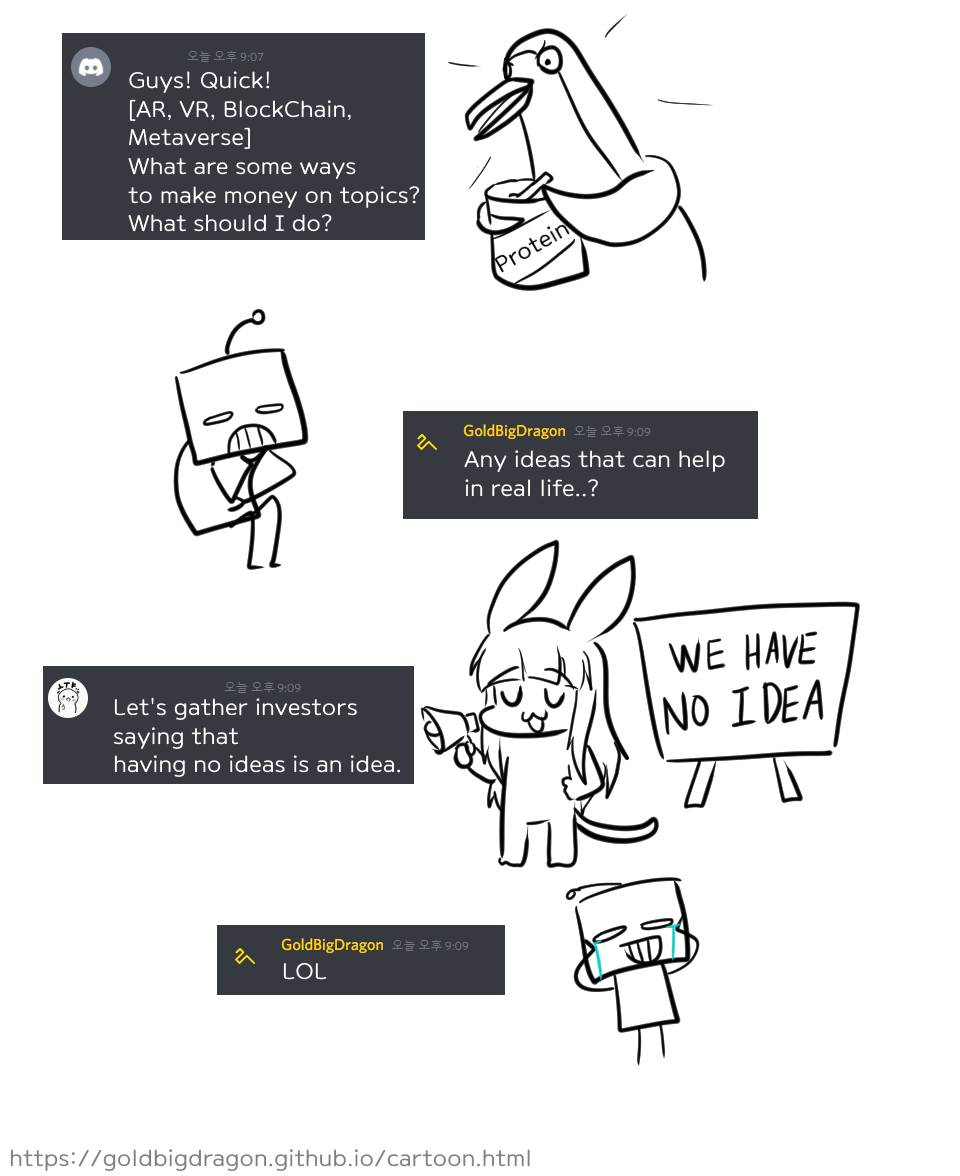 오늘 오후 9:07
Guys! Quick!
[AR, VR, BlockChain,
Metaverse]
What are some ways
to make money on topics?
What should I do?
Protein
GoldBigDragon 오늘 오후 9:09
Any ideas that can help
in real life..?
오늘 오후 9:09
Let's gather investors
saying that
having no ideas is an idea.
WE HAVE
NO IDEA
GoldBigDragon 오늘 오후 9:09
LOL
https://goldbigdragon.github.io/cartoon.html